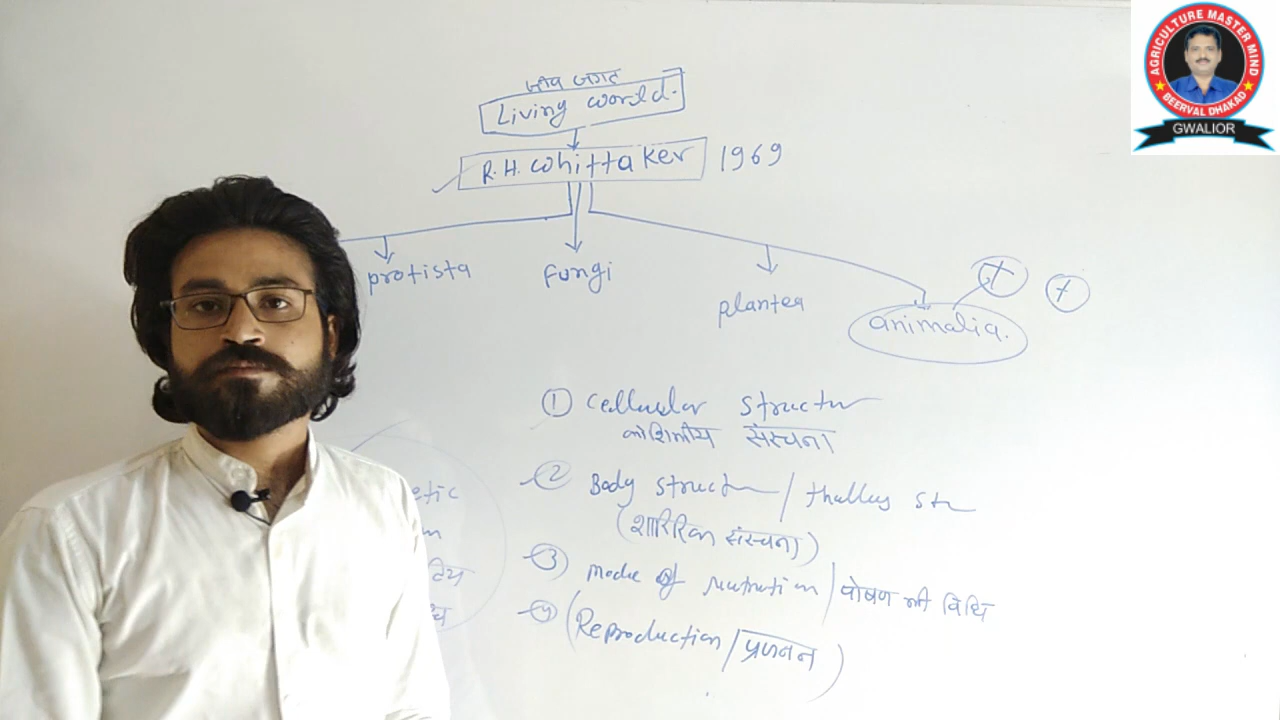 जीव जगत
Living world.
R.H. Whittaker 1969
protista
fungi
plantea
animalia.
① Cellular structur
कोशिकीय संरचना
② Body structur / thallus str
(शारिरिक संरचना)
③ mode of nutrition / पोषण की विधि
④ (Reproduction / प्रजनन)
etic
AGRICULTURE MASTER MIND
BEERVAL DHAKAD
GWALIOR